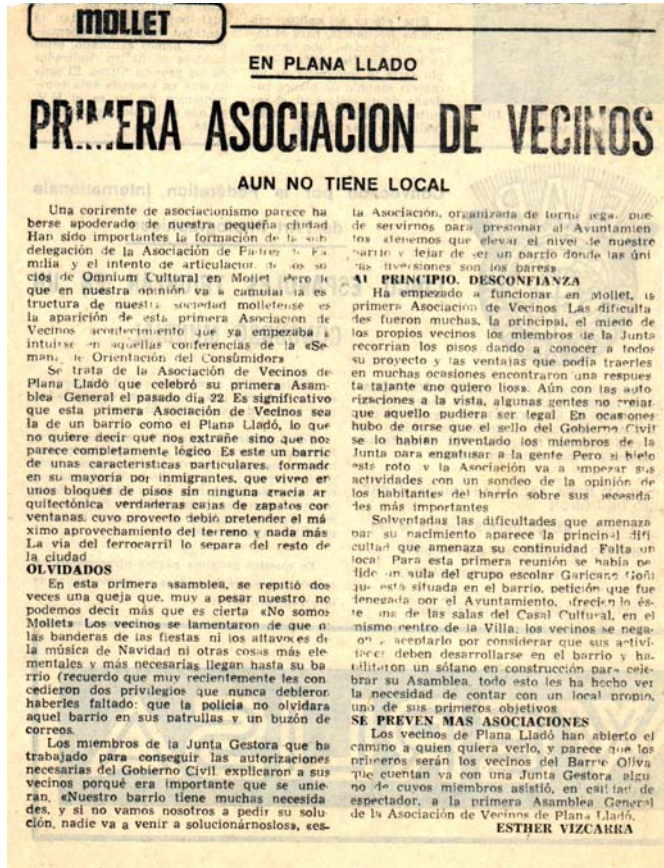 MOLLET
EN PLANA LLADO
PRIMERA ASOCIACION DE VECINOS
AUN NO TIENE LOCAL
Una corirente de asociacionismo parece ha
berse apoderado de nuestra pequeña ciudad
Han sido importantes la formación de la sub
delegación de la Asociación de Padres de Fa
milia y el intento de articulacion de los so
cios de Omnium Cultural en Mollet Pero lo
que en nuestra opinión va a cambiar la es
tructura de nuestra sociedad molletense es
la aparición de esta primera Asociacion de
Vecinos acontecimiento que ya empezaba a
intuirse en aquellas conferencias de la «Se
mana de Orientación del Consumidor»
Se trata de la Asociación de Vecinos de
Plana Lladó que celebró su primera Asam
blea General el pasado día 22. Es significativo
que esta primera Asociación de Vecinos sea
la de un barrio como el Plana Lladó, lo que
no quiere decir que nos extrañe sino que nos
parece completamente lógico Es este un barrio
de unas características particulares, formado
en su mayoría por inmigrantes, que viven en
unos bloques de pisos sin ninguna gracia ar
quitectónica verdaderas cajas de zapatos con
ventanas, cuyo proyecto debió pretender el má
ximo aprovechamiento del terreno y nada más
La via del ferrocarril lo separa del resto de
la ciudad
OLVIDADOS
En esta primera asamblea, se repitió dos
veces una queja que, muy a pesar nuestro no
podemos decir más que es cierta «No somos
Mollet» Los vecinos se lamentaron de que ni
las banderas de las fiestas ni los altavoces de
la música de Navidad ni otras cosas más ele
mentales y más necesarias llegan hasta su ba
rrio (recuerdo que muy recientemente les con
cedieron dos privilegios que nunca debieron
haberles faltado: que la policía no olvidara
aquel barrio en sus patrullas y un buzón de
correos.
Los miembros de la Junta Gestora que ha
trabajado para conseguir las autorizaciones
necesarias del Gobierno Civil explicaron a sus
vecinos porqué era importante que se unie-
ran. «Nuestro barrio tiene muchas necesida
des, y si no vamos nosotros a pedir su solu
ción, nadie va a venir a solucionárnoslos», «es-
la Asociación, organizada de forma legal pue-
de servirnos para presionar al Ayuntamien
to» «tenemos que elevar el nivel de nuestro
barrio y dejar de ser un barrio donde las úni
cas diversiones son los bares»
AL PRINCIPIO, DESCONFIANZA
Ha empezado a funcionar en Mollet, la
primera Asociación de Vecinos Las dificulta
des fueron muchas, la principal, el miedo de
los propios vecinos los miembros de la Junta
recorrían los pisos dando a conocer a todos
su proyecto y las ventajas que podía traerles
en muchas ocasiones encontraron una respues
ta tajante «no quiero líos». Aún con las auto
rizaciones a la vista, algunas gentes no creían
que aquello pudiera ser legal En ocasiones
hubo de oirse que el sello del Gobierno Civil
se lo habían inventado los miembros de la
Junta para engatusar a la gente Pero el hielo
está roto y la Asociación va a empezar sus
actividades con un sondeo de la opinión de
los habitantes del barrio sobre sus necesida
des más importantes
Solventadas las dificultades que amenaza
ban su nacimiento aparece la principal difi
cultad que amenaza su continuidad Falta un
local Para esta primera reunión se había pe
dido un aula del grupo escolar Garicano Goñi
que está situada en el barrio, petición que fue
denegada por el Ayuntamiento, ofreciendo és-
te una de las salas del Casal Cultural, en el
mismo centro de la Villa; los vecinos se nega-
on a aceptarlo por considerar que sus activi-
deben desarrollarse en el barrio y ha-
bilitaron un sótano en construcción para cele-
brar su Asamblea, todo esto les ha hecho ver
la necesidad de contar con un local propio,
uno de sus primeros objetivos
SE PREVEN MAS ASOCIACIONES
Los vecinos de Plana Lladó han abierto el
camino a quien quiera verlo, y parece que los
primeros serán los vecinos del Barrio Oliva
que cuentan ya con una Junta Gestora algu
no de cuyos miembros asistió, en calidad de
espectador, a la primera Asamblea General
de la Asociación de Vecinos de Plana Lladó.
ESTHER VIZCARRA